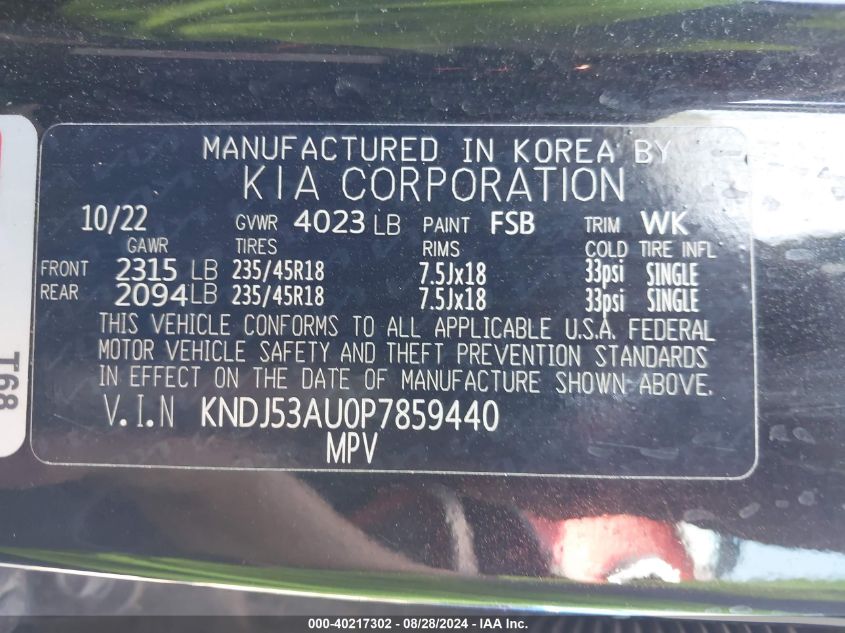 MANUFACTURED IN KOREA BY
KIA CORPORATION
10/22 GVWR 4023 LB PAINT FSB TRIM WK
GAWR TIRES RIMS COLD TIRE INFL
FRONT 2315 LB 235/45R18 7.5Jx18 33psi SINGLE
REAR 2094 LB 235/45R18 7.5Jx18 33psi SINGLE
THIS VEHICLE CONFORMS TO ALL APPLICABLE U.S.A. FEDERAL
MOTOR VEHICLE SAFETY AND THEFT PREVENTION STANDARDS
IN EFFECT ON THE DATE OF MANUFACTURE SHOWN ABOVE.
V.I.N KNDJ53AU0P7859440
MPV
T68
000-40217302 - 08/28/2024 - IAA Inc.